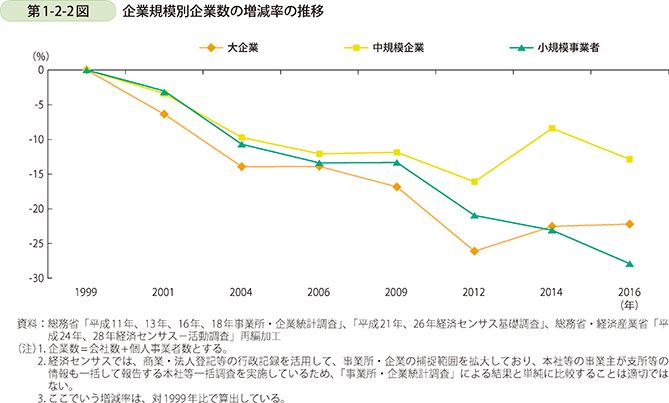 第1-2-2図 企業規模別企業数の増減率の推移
大企業 中規模企業 小規模事業者
(%)
0
-5
-10
-15
-20
-25
-30
1999 2001 2004 2006 2009 2012 2014 2016
(年)
資料：総務省「平成11年、13年、16年、18年事業所・企業統計調査」、「平成21年、26年経済センサス基礎調査」、総務省・経済産業省「平
成24年、28年経済センサス－活動調査」再編加工
(注)1. 企業数＝会社数＋個人事業者数とする。
2. 経済センサスでは、商業・法人登記等の行政記録を活用して、事業所・企業の捕捉範囲を拡大しており、本社等の事業主が支所等の
情報も一括して報告する本社等一括調査を実施しているため、「事業所・企業統計調査」による結果と単純に比較することは適切では
ない。
3. ここでいう増減率は、対1999年比で算出している。